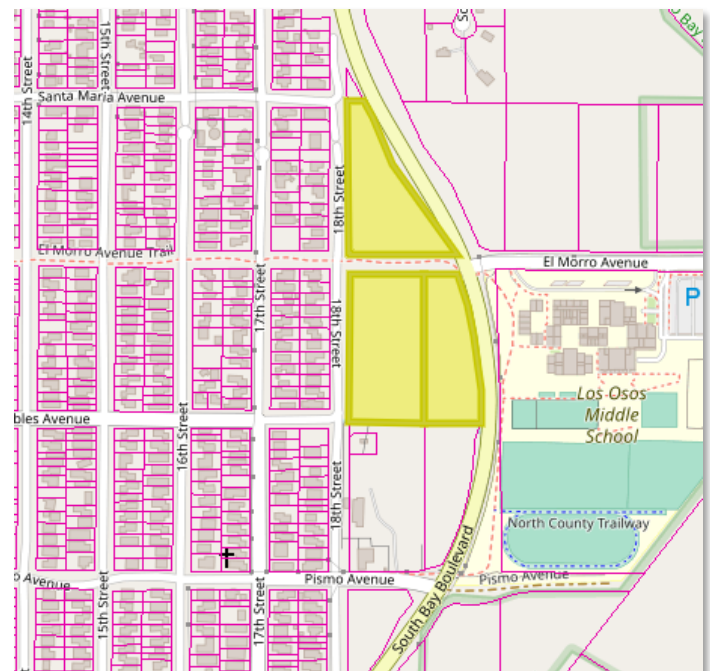 14th Street
15th Street
Santa Maria Avenue
18th Street
El Morro Avenue Trail
El Morro Avenue
P
17th Street
18th Street
Los Osos
Middle
School
bles Avenue
16th Street
18th Street
North County Trailway
o Avenue
Pismo Avenue
Pismo Avenue
15th Street
17th Street
South Bay Boulevard